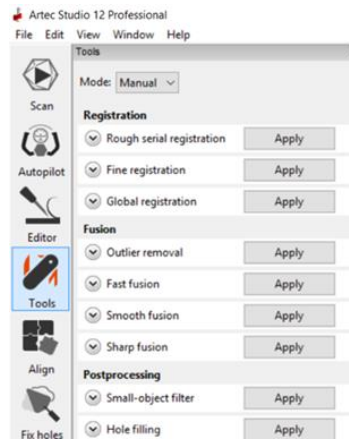 Artec Studio 12 Professional
File Edit View Window Help
Tools
Mode: Manual
Scan
Autopilot
Editor
Tools
Align
Fix holes
Registration
Rough serial registration Apply
Fine registration Apply
Global registration Apply
Fusion
Outlier removal Apply
Fast fusion Apply
Smooth fusion Apply
Sharp fusion Apply
Postprocessing
Small-object filter Apply
Hole filling Apply